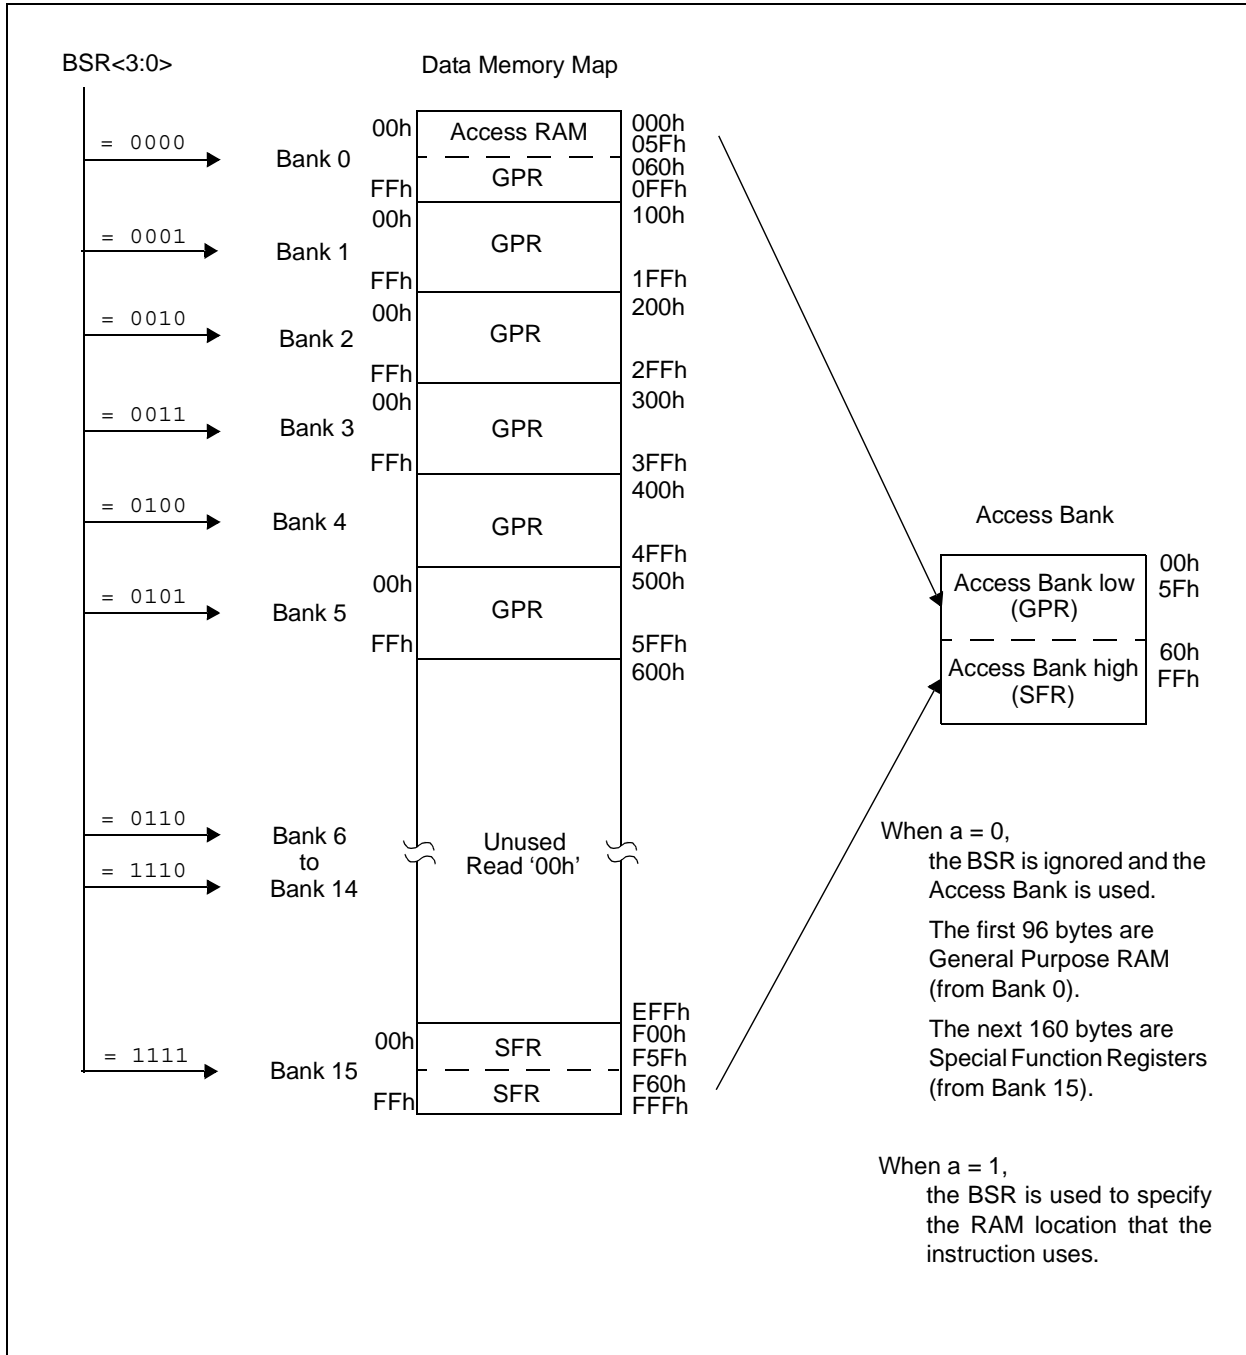 BSR<3:0>
Data Memory Map
= 0000
Bank 0
00h
FFh
Access RAM
GPR
000h
05Fh
060h
0FFh
= 0001
Bank 1
00h
FFh
GPR
100h
1FFh
= 0010
Bank 2
00h
FFh
GPR
200h
2FFh
= 0011
Bank 3
00h
FFh
GPR
300h
3FFh
= 0100
Bank 4
GPR
400h
4FFh
= 0101
Bank 5
00h
FFh
GPR
500h
5FFh
600h
= 0110
= 1110
Bank 6
to
Bank 14
Unused
Read ‘00h’
EFFh
= 1111
Bank 15
00h
FFh
SFR
SFR
F00h
F5Fh
F60h
FFFh
Access Bank
Access Bank low
(GPR)
00h
5Fh
Access Bank high
(SFR)
60h
FFh
When a = 0,
the BSR is ignored and the
Access Bank is used.
The first 96 bytes are
General Purpose RAM
(from Bank 0).
The next 160 bytes are
Special Function Registers
(from Bank 15).
When a = 1,
the BSR is used to specify
the RAM location that the
instruction uses.